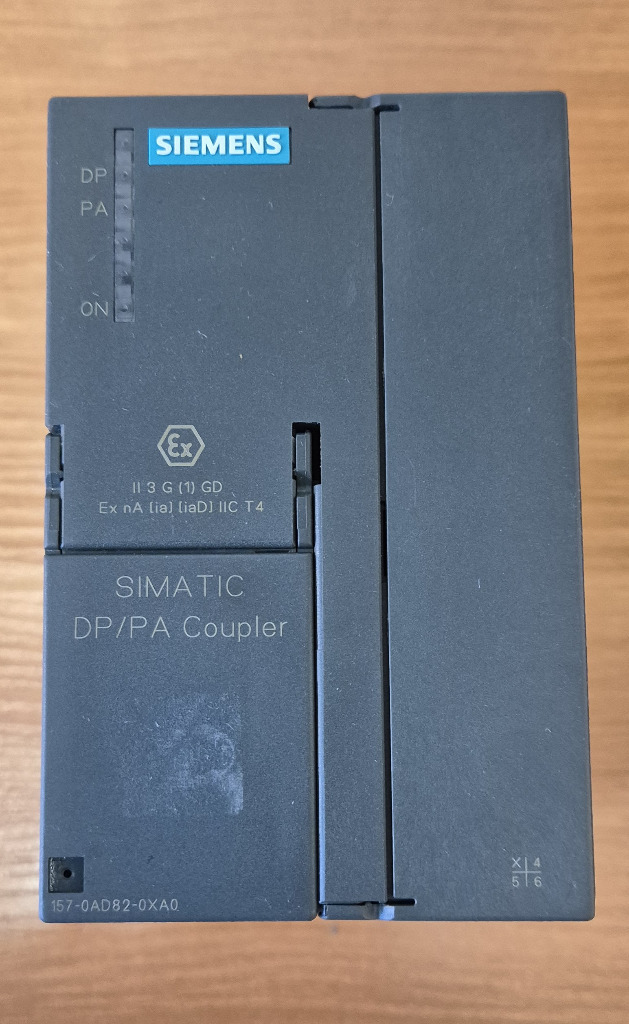 SIEMENS
DP
PA
ON
Ex
II 3 G (1) GD
Ex nA [ia] [iaD] IIC T4
SIMATIC
DP/PA Coupler
X 4
5 6
157-0AD82-0XA0